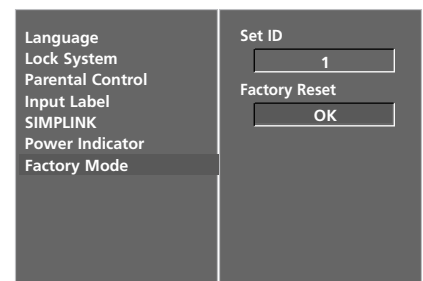 Language
Lock System
Parental Control
Input Label
SIMPLINK
Power Indicator
Factory Mode
Set ID
1
Factory Reset
OK